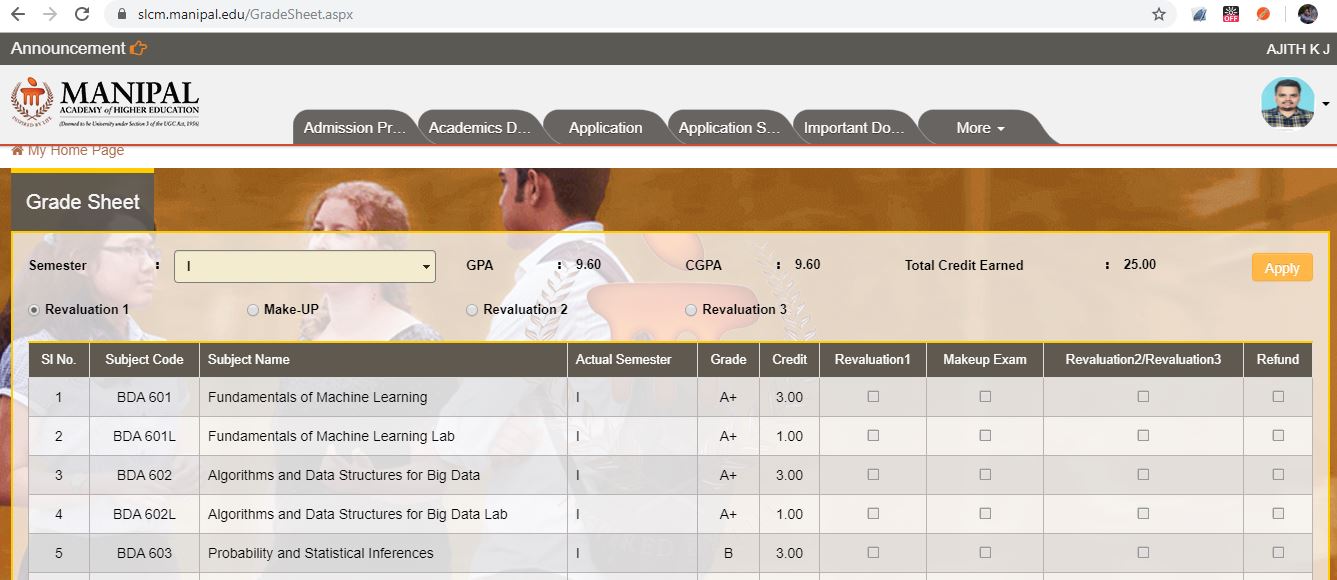 slcm.manipal.edu/GradeSheet.aspx
OFF
Announcement AJITH K J
MANIPAL
ACADEMY of HIGHER EDUCATION
(Deemed to be University under Section 3 of the UGC Act, 1956)
INSPIRED BY LIFE
Admission Pr... Academics D... Application Application S... Important Do... More
My Home Page
Grade Sheet
Semester : I GPA : 9.60 CGPA : 9.60 Total Credit Earned : 25.00 Apply
Revaluation 1 Make-UP Revaluation 2 Revaluation 3
Sl No. Subject Code Subject Name Actual Semester Grade Credit Revaluation1 Makeup Exam Revaluation2/Revaluation3 Refund
1 BDA 601 Fundamentals of Machine Learning I A+ 3.00
2 BDA 601L Fundamentals of Machine Learning Lab I A+ 1.00
3 BDA 602 Algorithms and Data Structures for Big Data I A+ 3.00
4 BDA 602L Algorithms and Data Structures for Big Data Lab I A+ 1.00
5 BDA 603 Probability and Statistical Inferences I B 3.00